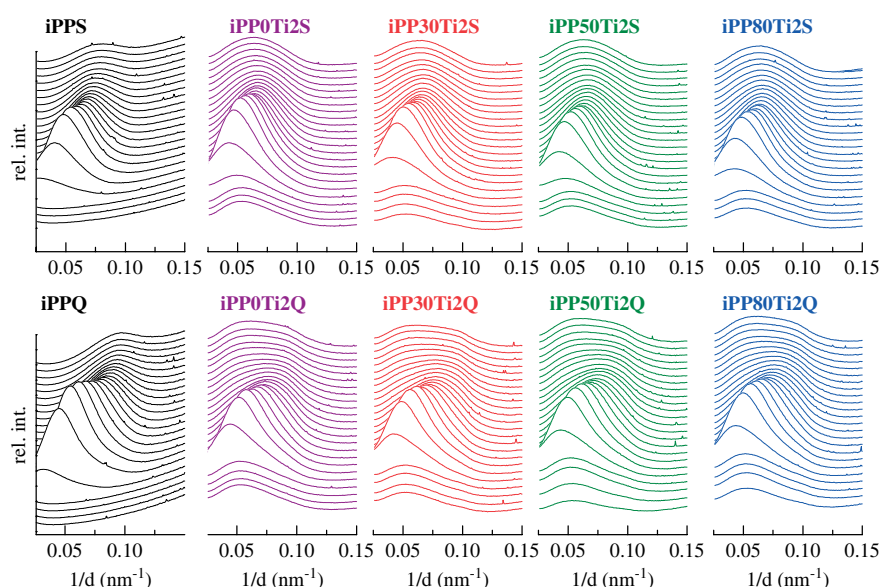 iPPS iPP0Ti2S iPP30Ti2S iPP50Ti2S iPP80Ti2S
rel. int.
0.05 0.10 0.15 0.05 0.10 0.15 0.05 0.10 0.15 0.05 0.10 0.15 0.05 0.10 0.15
iPPQ iPP0Ti2Q iPP30Ti2Q iPP50Ti2Q iPP80Ti2Q
rel. int.
0.05 0.10 0.15 0.05 0.10 0.15 0.05 0.10 0.15 0.05 0.10 0.15 0.05 0.10 0.15
1/d (nm⁻¹) 1/d (nm⁻¹) 1/d (nm⁻¹) 1/d (nm⁻¹) 1/d (nm⁻¹)